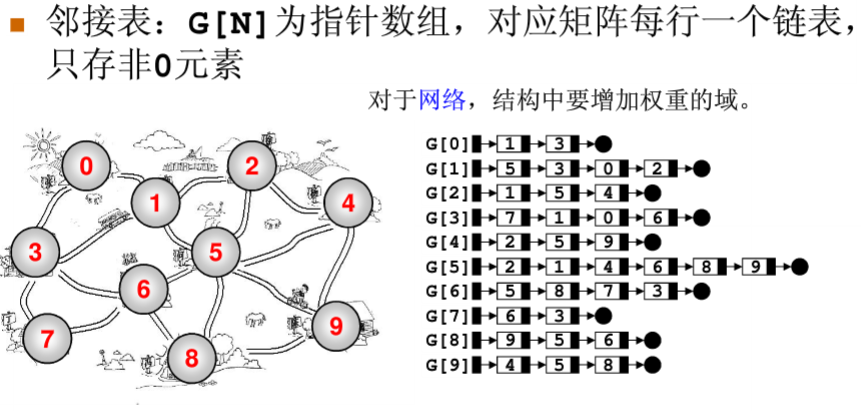 邻接表：G[N]为指针数组，对应矩阵每行一个链表，
只存非0元素
对于网络，结构中要增加权重的域。
0
2
1
4
3
5
6
7
8
9
G[0] 1 3
G[1] 5 3 0 2
G[2] 1 5 4
G[3] 7 1 0 6
G[4] 2 5 9
G[5] 2 1 4 6 8 9
G[6] 5 8 7 3
G[7] 6 3
G[8] 9 5 6
G[9] 4 5 8